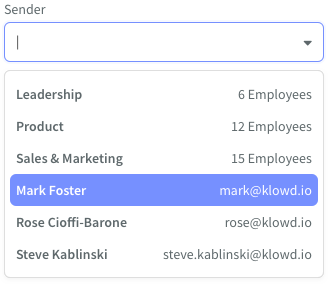 Sender
Leadership 6 Employees
Product 12 Employees
Sales & Marketing 15 Employees
Mark Foster mark@klowd.io
Rose Cioffi-Barone rose@klowd.io
Steve Kablinski steve.kablinski@klowd.io